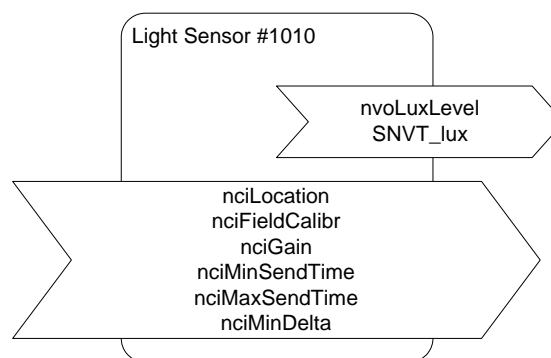 Light Sensor #1010
nvoLuxLevel
SNVT_lux
nciLocation
nciFieldCalibr
nciGain
nciMinSendTime
nciMaxSendTime
nciMinDelta